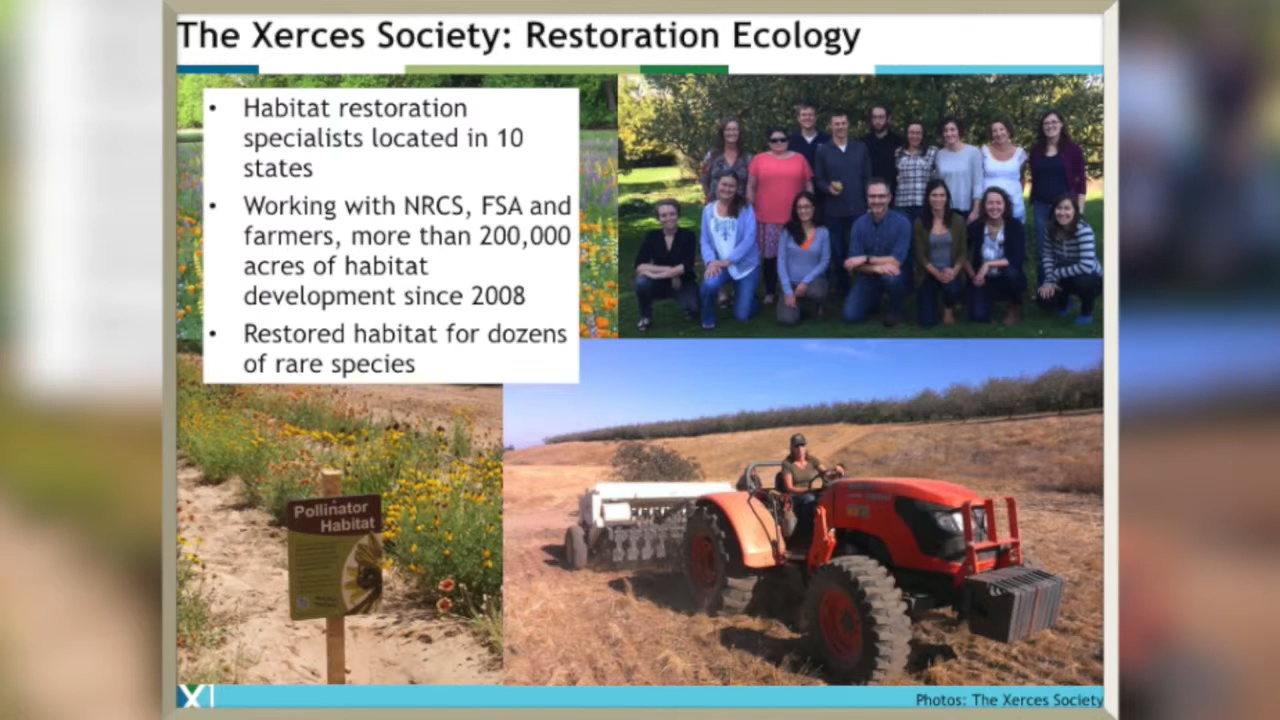 The Xerces Society: Restoration Ecology
• Habitat restoration
specialists located in 10
states
• Working with NRCS, FSA and
farmers, more than 200,000
acres of habitat
development since 2008
• Restored habitat for dozens
of rare species
Pollinator
Habitat
X
Photos: The Xerces Society